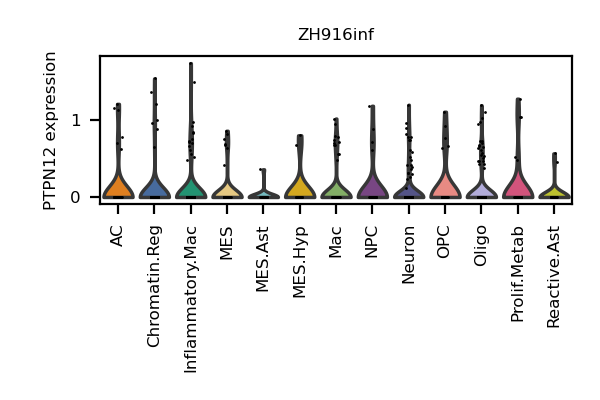 ZH916inf
PTPN12 expression
1
0
AC
Chromatin.Reg
Inflammatory.Mac
MES
MES.Ast
MES.Hyp
Mac
NPC
Neuron
OPC
Oligo
Prolif.Metab
Reactive.Ast